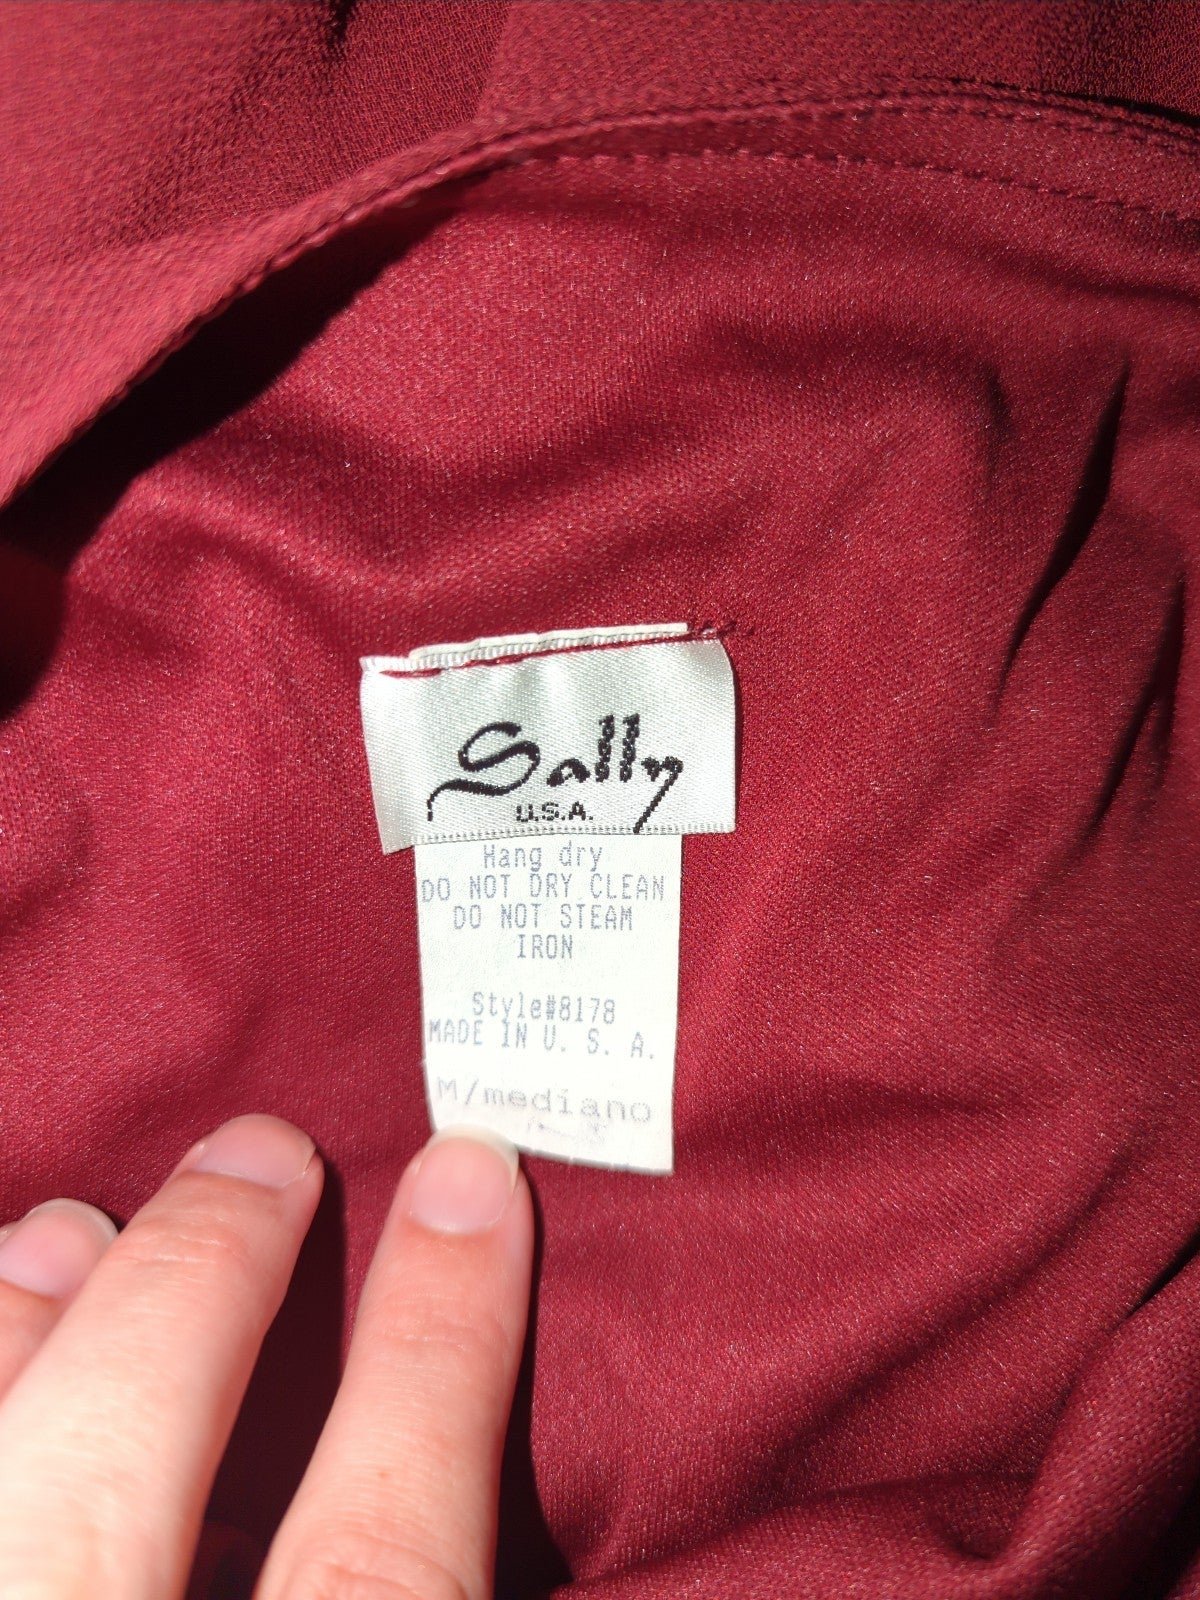 Sally
U.S.A.
Hang dry
DO NOT DRY CLEAN
DO NOT STEAM
IRON
Style#8178
MADE IN U. S. A.
M/mediano